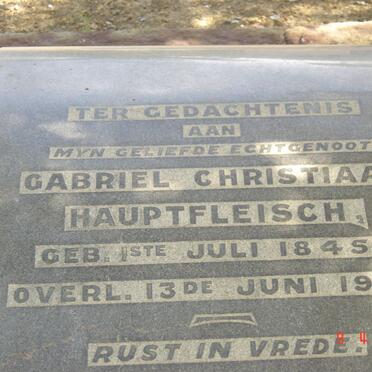 TER GEDACHTENIS
AAN
MYN GELIEFDE ECHTGENOOT
GABRIEL CHRISTIAA
HAUPTFLEISCH,
GEB. 1STE JULI 1845
OVERL. 13DE JUNI 19
RUST IN VREDE.